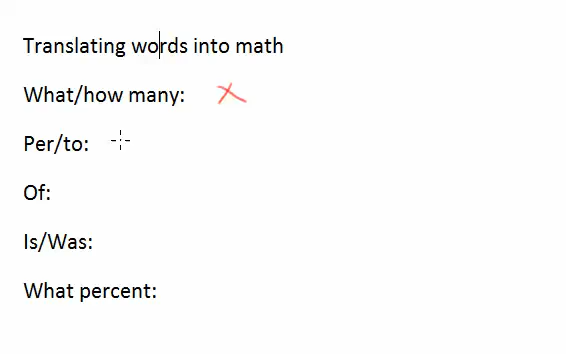 Translating words into math
What/how many: x
Per/to:
Of:
Is/Was:
What percent: